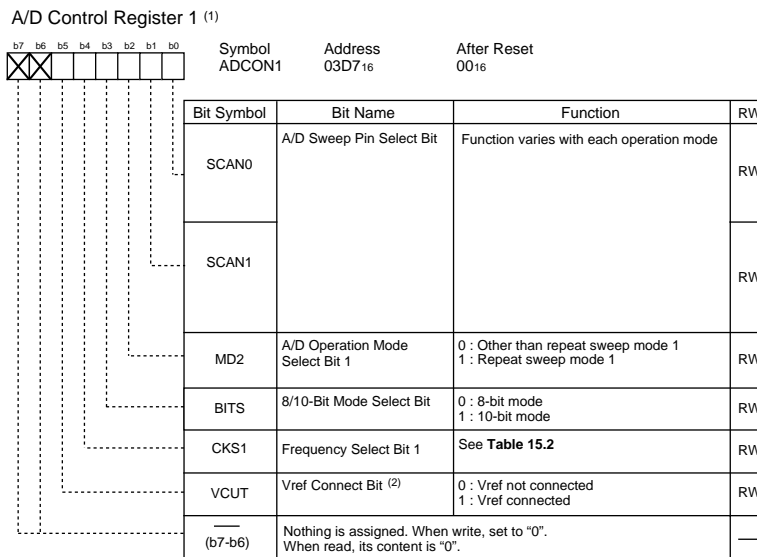 A/D Control Register 1 (1)
b7 b6 b5 b4 b3 b2 b1 b0
Symbol Address After Reset
ADCON1 03D716 0016
Bit Symbol Bit Name Function RW
SCAN0 A/D Sweep Pin Select Bit Function varies with each operation mode RW
SCAN1 RW
MD2 A/D Operation Mode Select Bit 1 0 : Other than repeat sweep mode 1 RW
1 : Repeat sweep mode 1
BITS 8/10-Bit Mode Select Bit 0 : 8-bit mode RW
1 : 10-bit mode
CKS1 Frequency Select Bit 1 See Table 15.2 RW
VCUT Vref Connect Bit (2) 0 : Vref not connected RW
1 : Vref connected
(b7-b6) Nothing is assigned. When write, set to “0”. —
When read, its content is “0”.